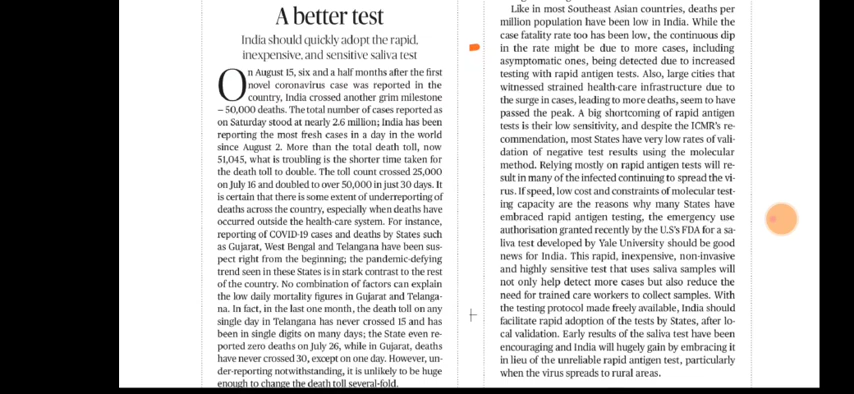 A better test
India should quickly adopt the rapid,
inexpensive, and sensitive saliva test
On August 15, six and a half months after the first
novel coronavirus case was reported in the
country, India crossed another grim milestone
– 50,000 deaths. The total number of cases reported as
on Saturday stood at nearly 2.6 million; India has been
reporting the most fresh cases in a day in the world
since August 2. More than the total death toll, now
51,045, what is troubling is the shorter time taken for
the death toll to double. The toll count crossed 25,000
on July 16 and doubled to over 50,000 in just 30 days. It
is certain that there is some extent of underreporting of
deaths across the country, especially when deaths have
occurred outside the health-care system. For instance,
reporting of COVID-19 cases and deaths by States such
as Gujarat, West Bengal and Telangana have been sus-
pect right from the beginning; the pandemic-defying
trend seen in these States is in stark contrast to the rest
of the country. No combination of factors can explain
the low daily mortality figures in Gujarat and Telanga-
na. In fact, in the last one month, the death toll on any
single day in Telangana has never crossed 15 and has
been in single digits on many days; the State even re-
ported zero deaths on July 26, while in Gujarat, deaths
have never crossed 30, except on one day. However, un-
der-reporting notwithstanding, it is unlikely to be huge
enough to change the death toll several-fold.
Like in most Southeast Asian countries, deaths per
million population have been low in India. While the
case fatality rate too has been low, the continuous dip
in the rate might be due to more cases, including
asymptomatic ones, being detected due to increased
testing with rapid antigen tests. Also, large cities that
witnessed strained health-care infrastructure due to
the surge in cases, leading to more deaths, seem to have
passed the peak. A big shortcoming of rapid antigen
tests is their low sensitivity, and despite the ICMR's re-
commendation, most States have very low rates of vali-
dation of negative test results using the molecular
method. Relying mostly on rapid antigen tests will re-
sult in many of the infected continuing to spread the vi-
rus. If speed, low cost and constraints of molecular test-
ing capacity are the reasons why many States have
embraced rapid antigen testing, the emergency use
authorisation granted recently by the U.S's FDA for a sa-
liva test developed by Yale University should be good
news for India. This rapid, inexpensive, non-invasive
and highly sensitive test that uses saliva samples will
not only help detect more cases but also reduce the
need for trained care workers to collect samples. With
the testing protocol made freely available, India should
facilitate rapid adoption of the tests by States, after lo-
cal validation. Early results of the saliva test have been
encouraging and India will hugely gain by embracing it
in lieu of the unreliable rapid antigen test, particularly
when the virus spreads to rural areas.